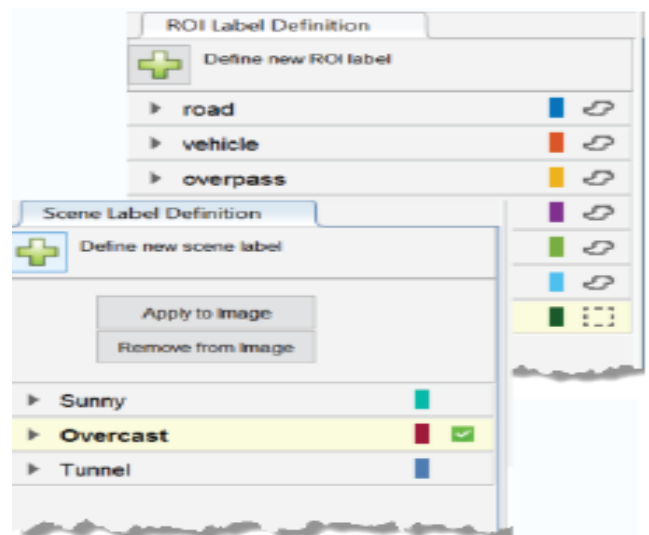 ROI Label Definition
Define new ROI label
road
vehicle
overpass
Scene Label Definition
Define new scene label
Apply to Image
Remove from Image
Sunny
Overcast
Tunnel